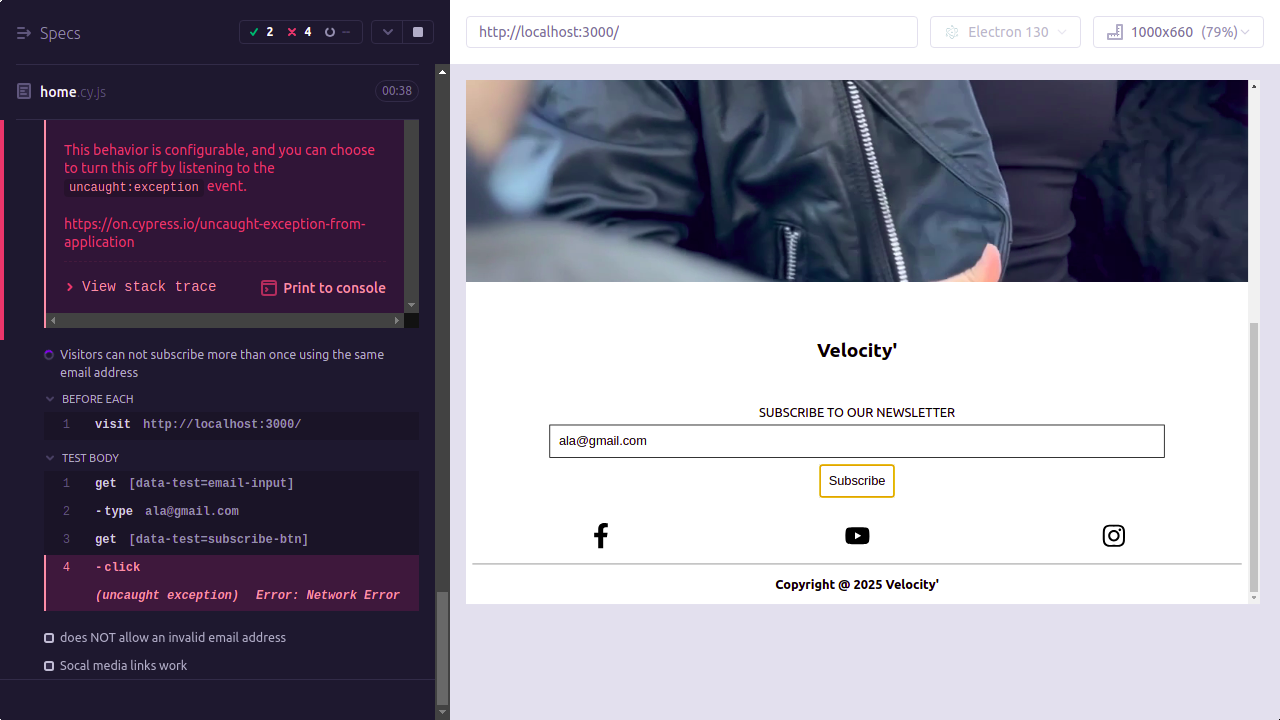 Specs
2
4
--
home.cy.js
00:38
This behavior is configurable, and you can choose
to turn this off by listening to the
uncaught:exception event.
https://on.cypress.io/uncaught-exception-from-
application
View stack trace
Print to console
Visitors can not subscribe more than once using the same
email address
BEFORE EACH
1 visit http://localhost:3000/
TEST BODY
1 get [data-test=email-input]
2 -type ala@gmail.com
3 get [data-test=subscribe-btn]
4 -click
(uncaught exception) Error: Network Error
does NOT allow an invalid email address
Socal media links work
http://localhost:3000/
Electron 130
1000x660 (79%)
Velocity'
SUBSCRIBE TO OUR NEWSLETTER
ala@gmail.com
Subscribe
Copyright @ 2025 Velocity'